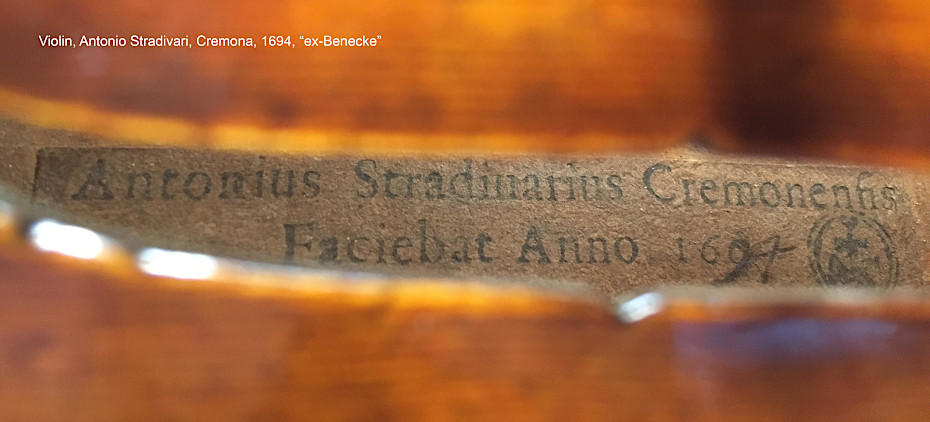 Violin, Antonio Stradivari, Cremona, 1694, “ex-Benecke”
Antonius Stradiuarius Cremonenſis
Faciebat Anno 1694